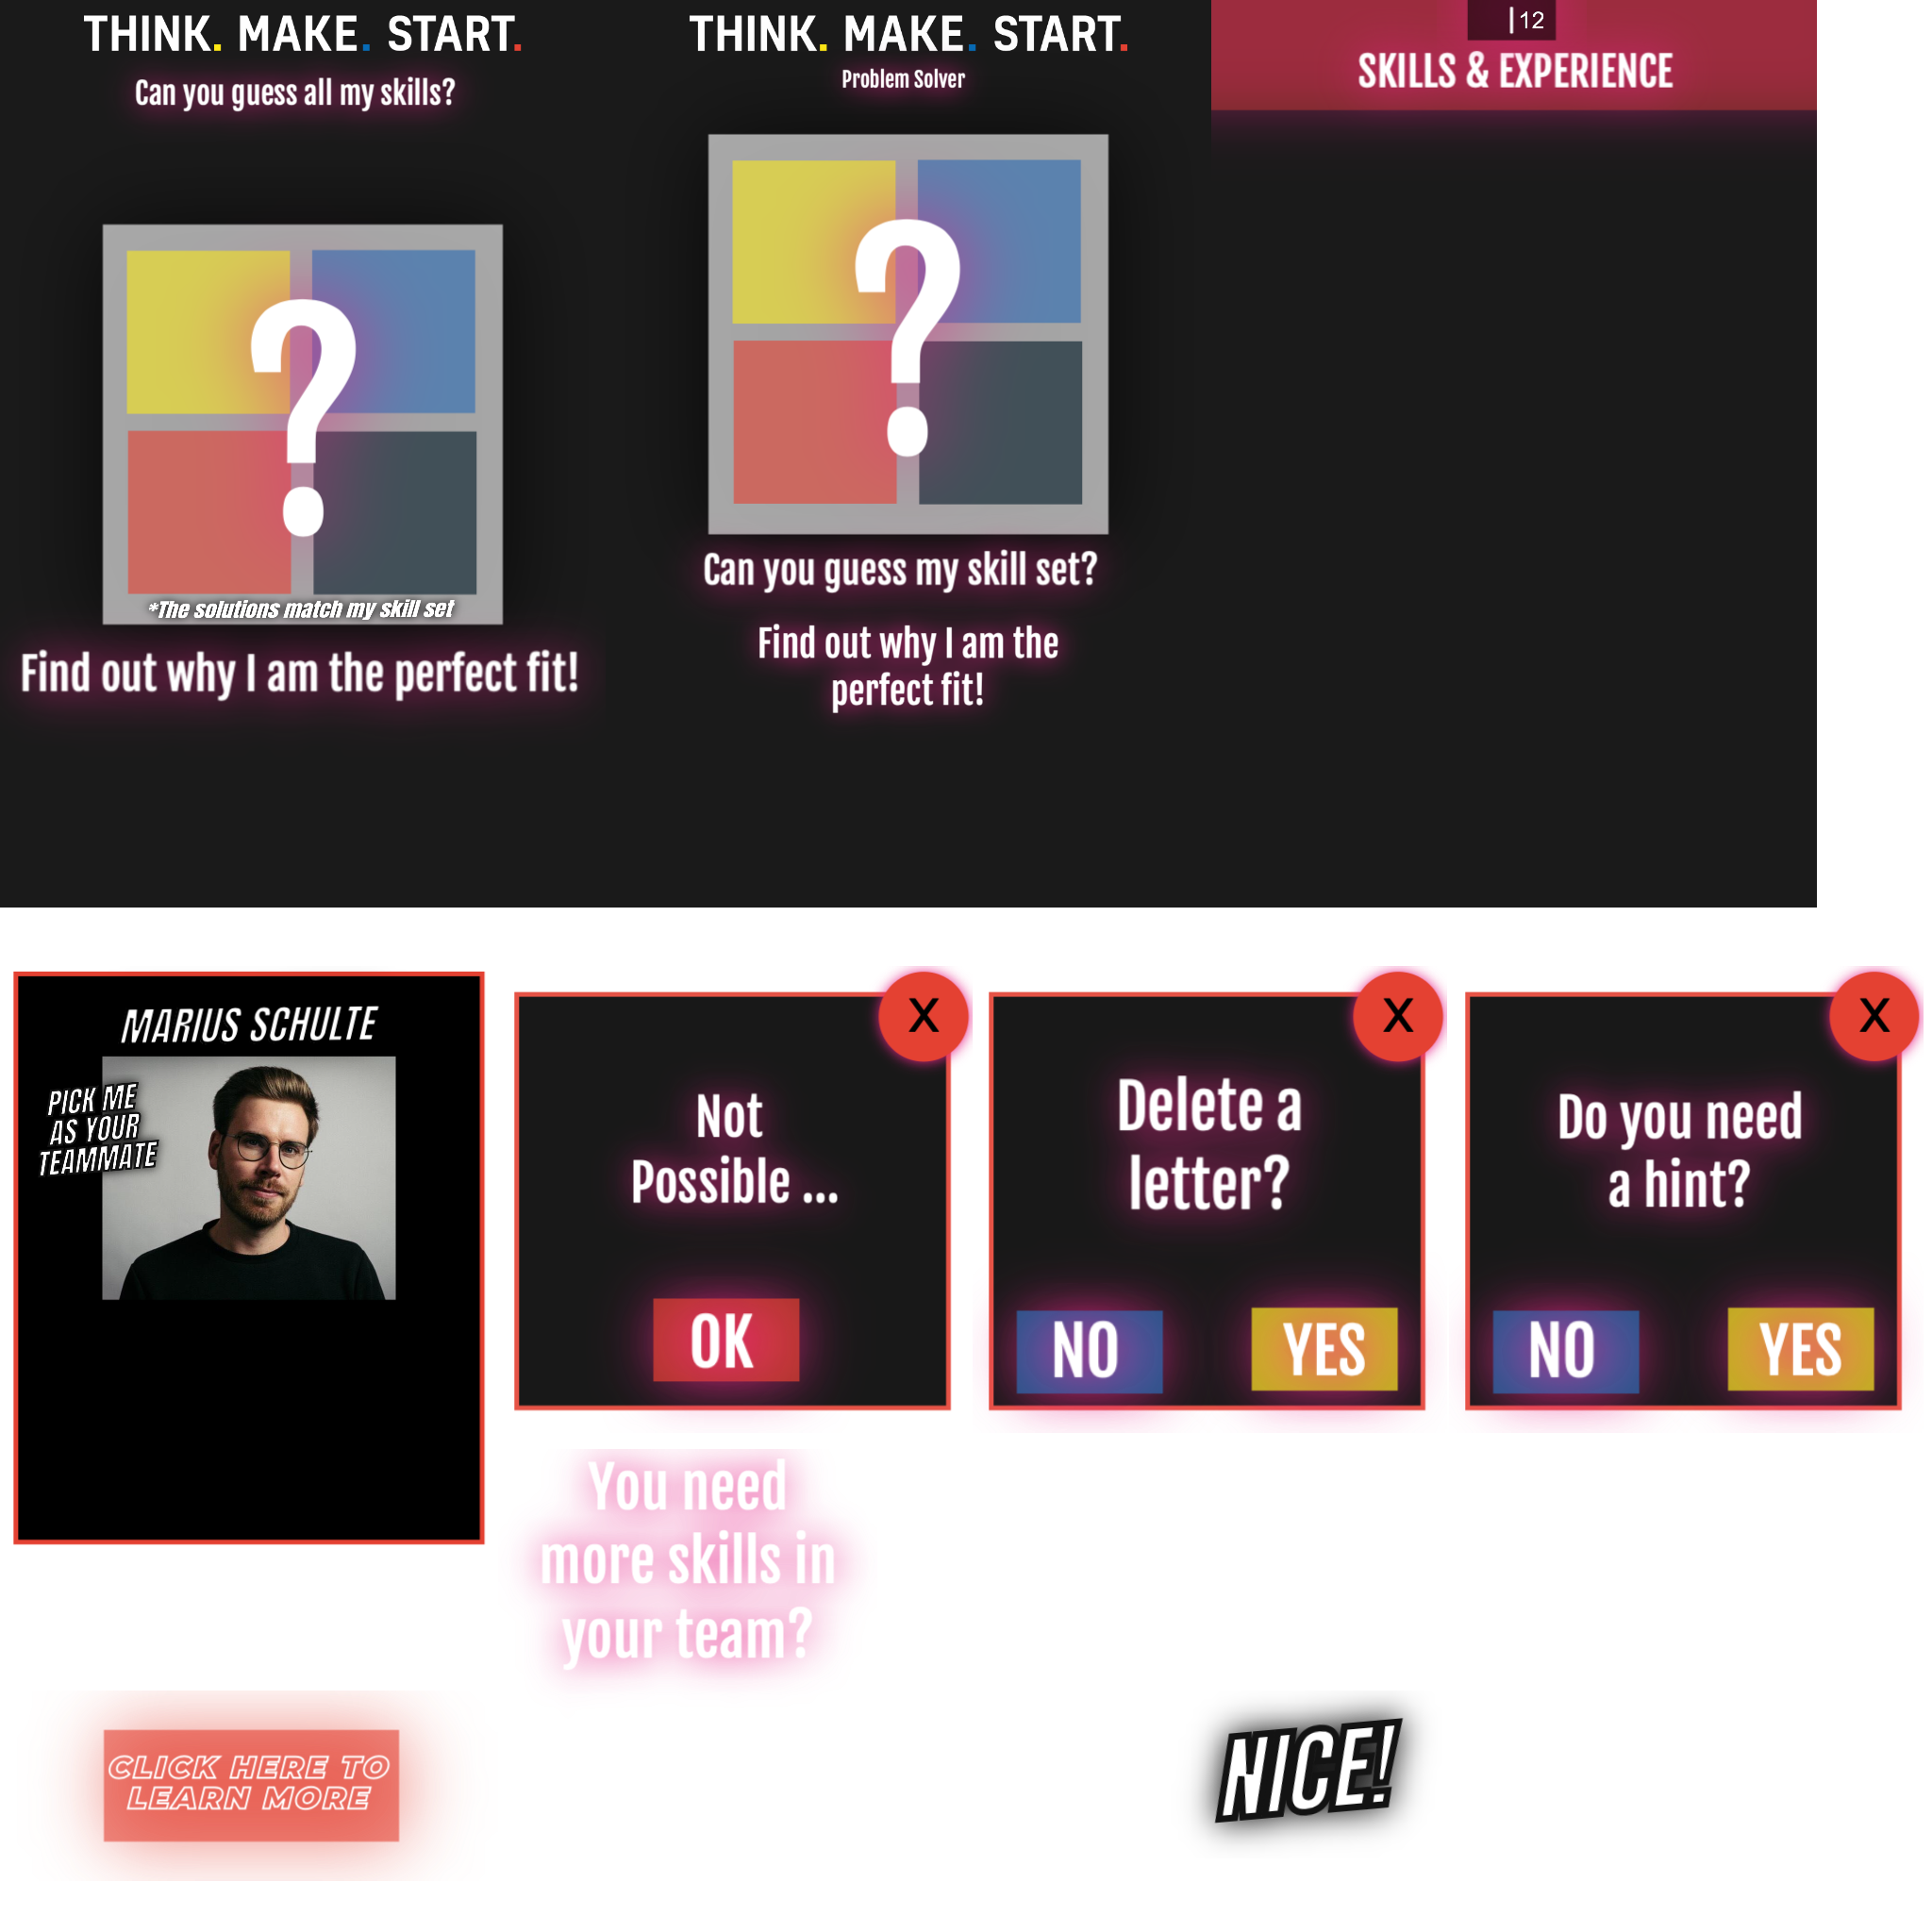 THINK. MAKE. START.
Can you guess all my skills?
*The solutions match my skill set
Find out why I am the perfect fit!
THINK. MAKE. START.
Problem Solver
Can you guess my skill set?
Find out why I am the
perfect fit!
|12
SKILLS & EXPERIENCE
MARIUS SCHULTE
PICK ME
AS YOUR
TEAMMATE
X
Not
Possible ...
OK
X
Delete a
letter?
NO
YES
X
Do you need
a hint?
NO
YES
You need
more skills in
your team?
CLICK HERE TO
LEARN MORE
NICE!